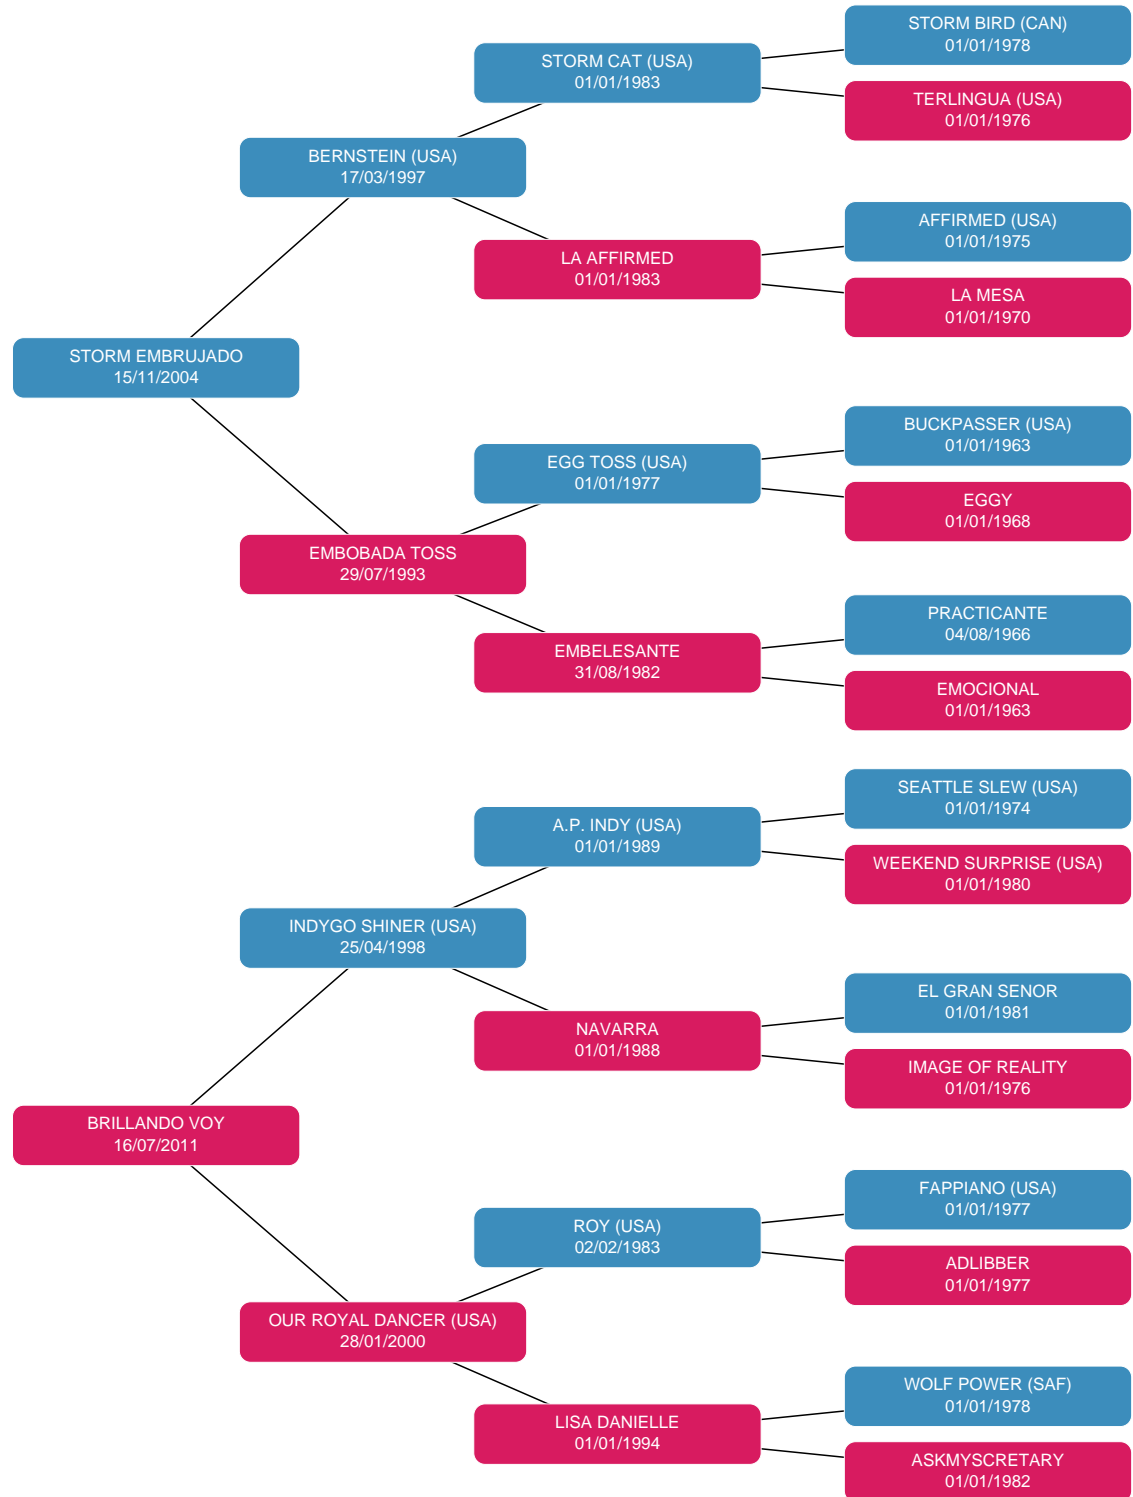 STORM BIRD (CAN)
01/01/1978
STORM CAT (USA)
01/01/1983
TERLINGUA (USA)
01/01/1976
BERNSTEIN (USA)
17/03/1997
AFFIRMED (USA)
01/01/1975
LA AFFIRMED
01/01/1983
LA MESA
01/01/1970
STORM EMBRUJADO
15/11/2004
BUCKPASSER (USA)
01/01/1963
EGG TOSS (USA)
01/01/1977
EGGY
01/01/1968
EMBOBADA TOSS
29/07/1993
PRACTICANTE
04/08/1966
EMBELESANTE
31/08/1982
EMOCIONAL
01/01/1963
SEATTLE SLEW (USA)
01/01/1974
A.P. INDY (USA)
01/01/1989
WEEKEND SURPRISE (USA)
01/01/1980
INDYGO SHINER (USA)
25/04/1998
EL GRAN SENOR
01/01/1981
NAVARRA
01/01/1988
IMAGE OF REALITY
01/01/1976
BRILLANDO VOY
16/07/2011
FAPPIANO (USA)
01/01/1977
ROY (USA)
02/02/1983
ADLIBBER
01/01/1977
OUR ROYAL DANCER (USA)
28/01/2000
WOLF POWER (SAF)
01/01/1978
LISA DANIELLE
01/01/1994
ASKMYSCRETARY
01/01/1982